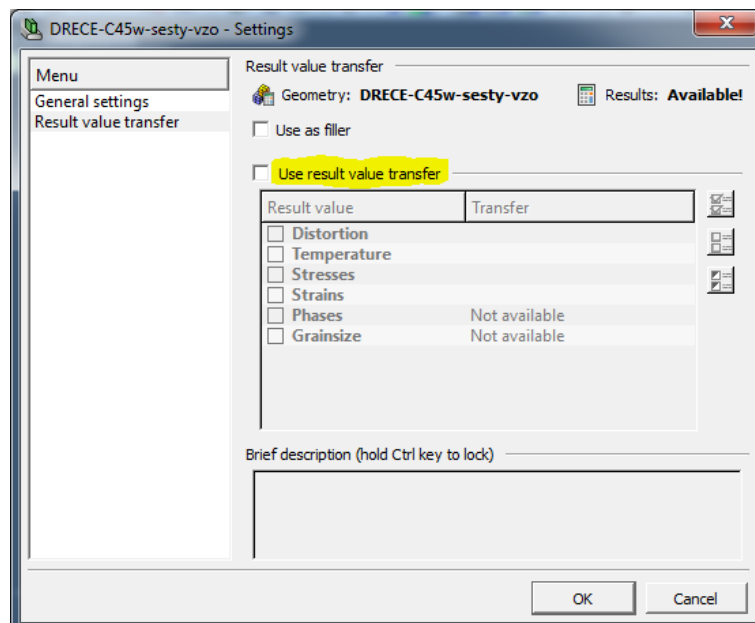 DRECE-C45w-sesty-vzo - Settings
Menu
General settings
Result value transfer
Result value transfer
Geometry: DRECE-C45w-sesty-vzo Results: Available!
Use as filler
Use result value transfer
Result value Transfer
Distortion
Temperature
Stresses
Strains
Phases Not available
Grainsize Not available
Brief description (hold Ctrl key to lock)
OK Cancel